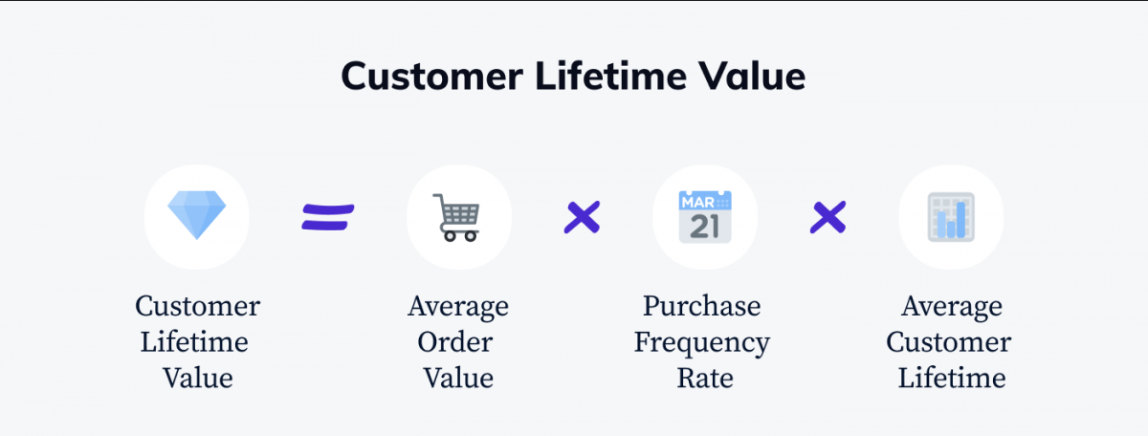 Customer Lifetime Value
Customer
Lifetime
Value
=
Average
Order
Value
×
MAR
21
Purchase
Frequency
Rate
×
Average
Customer
Lifetime